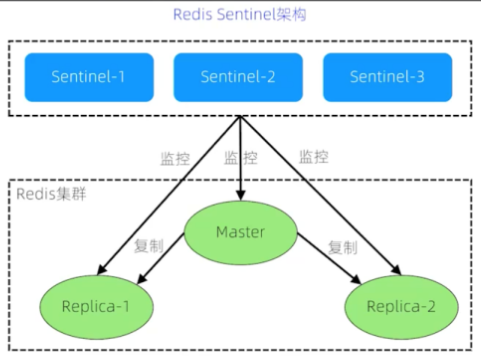 Redis Sentinel架构
Sentinel-1 Sentinel-2 Sentinel-3
监控 监控 监控
Redis集群
Master
复制 复制
Replica-1 Replica-2